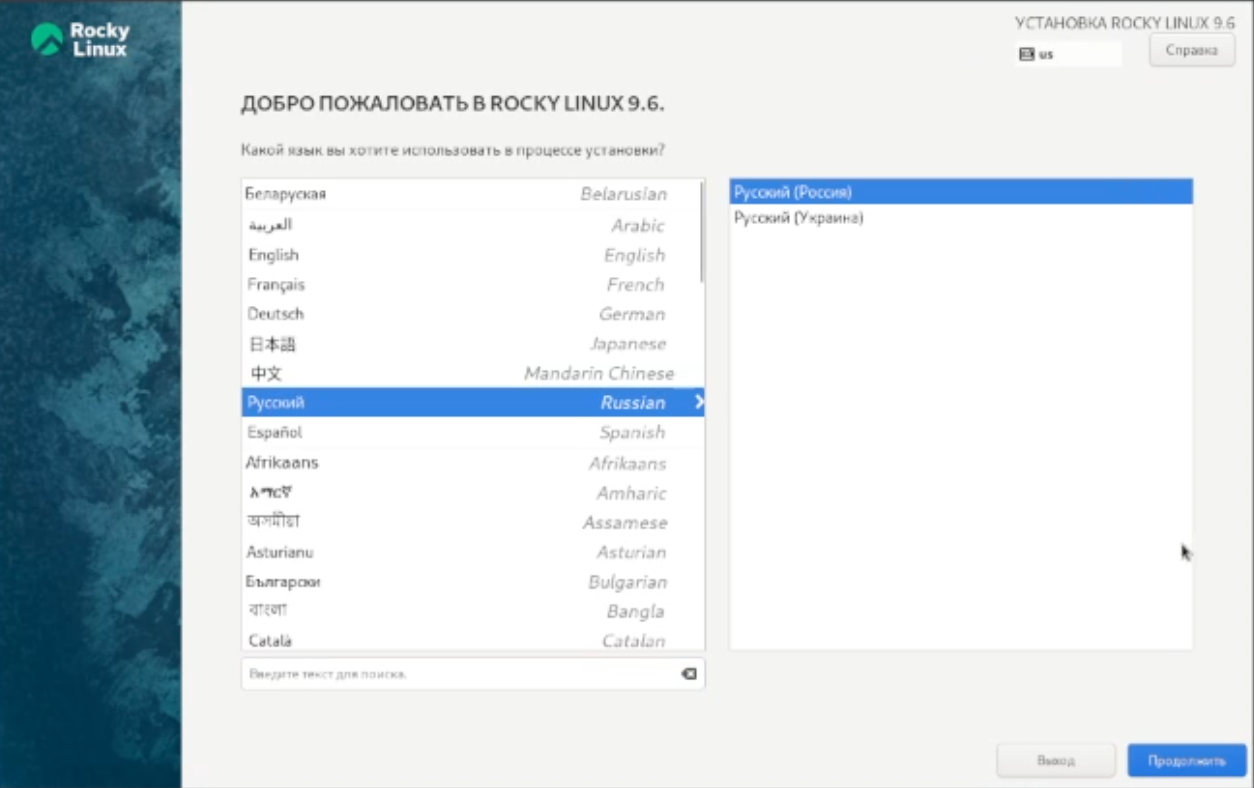 Rocky
Linux
УСТАНОВКА ROCKY LINUX 9.6
us
Справка
ДОБРО ПОЖАЛОВАТЬ В ROCKY LINUX 9.6.
Какой язык вы хотите использовать в процессе установки?
Беларуская Belarusian
العربية Arabic
English English
Français French
Deutsch German
日本語 Japanese
中文 Mandarin Chinese
Русский Russian
Español Spanish
Afrikaans Afrikaans
አማርኛ Amharic
অসমীয়া Assamese
Asturianu Asturian
Български Bulgarian
বাংলা Bangla
Català Catalan
Русский (Россия)
Русский (Украина)
Введите текст для поиска.
Выход
Продолжить